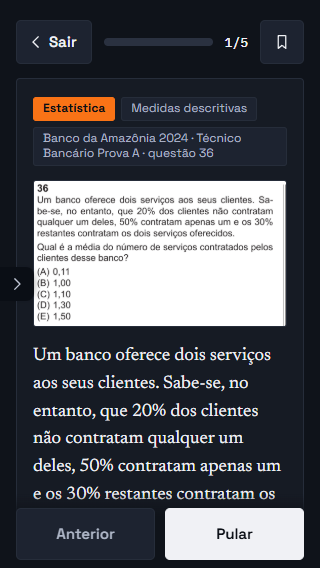 Sair
1/5
Estatística
Medidas descritivas
Banco da Amazônia 2024 · Técnico
Bancário Prova A · questão 36
36
Um banco oferece dois serviços aos seus clientes. Sa-
be-se, no entanto, que 20% dos clientes não contratam
qualquer um deles, 50% contratam apenas um e os 30%
restantes contratam os dois serviços oferecidos.
Qual é a média do número de serviços contratados pelos
clientes desse banco?
(A) 0,11
(B) 1,00
(C) 1,10
(D) 1,30
(E) 1,50
Um banco oferece dois serviços
aos seus clientes. Sabe-se, no
entanto, que 20% dos clientes
não contratam qualquer um
deles, 50% contratam apenas um
e os 30% restantes contratam os
Anterior
Pular